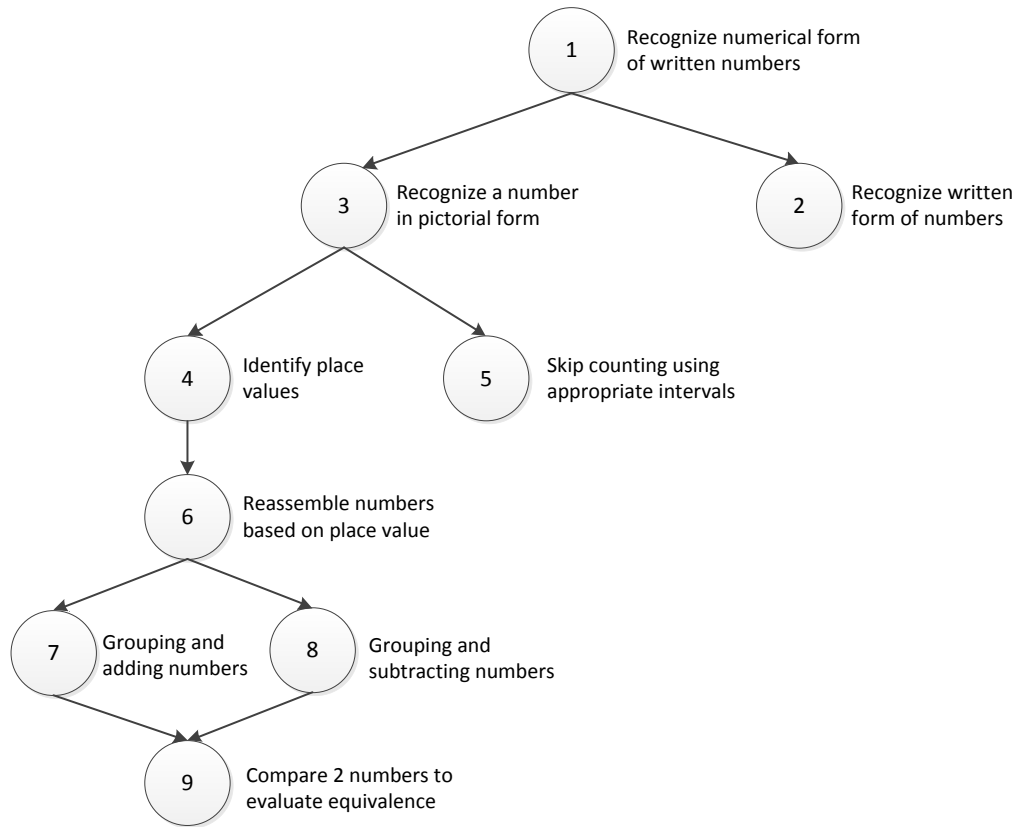 1
Recognize numerical form
of written numbers
3
Recognize a number
in pictorial form
2
Recognize written
form of numbers
4
Identify place
values
5
Skip counting using
appropriate intervals
6
Reassemble numbers
based on place value
7
Grouping and
adding numbers
8
Grouping and
subtracting numbers
9
Compare 2 numbers to
evaluate equivalence